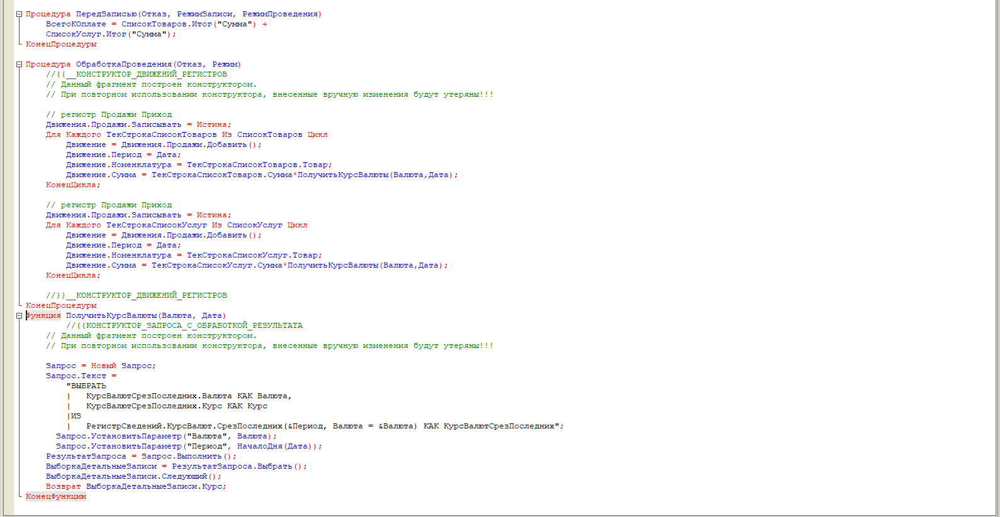 Процедура ПередЗаписью(Отказ, РежимЗаписи, РежимПроведения)
ВсегоКОплате = СписокТоваров.Итог("Сумма") +
СписокУслуг.Итог("Сумма");
КонецПроцедуры
Процедура ОбработкаПроведения(Отказ, Режим)
//{{__КОНСТРУКТОР_ДВИЖЕНИЙ_РЕГИСТРОВ
// Данный фрагмент построен конструктором.
// При повторном использовании конструктора, внесенные вручную изменения будут утеряны!!!
// регистр Продажи Приход
Движения.Продажи.Записывать = Истина;
Для Каждого ТекСтрокаСписокТоваров Из СписокТоваров Цикл
Движение = Движения.Продажи.Добавить();
Движение.Период = Дата;
Движение.Номенклатура = ТекСтрокаСписокТоваров.Товар;
Движение.Сумма = ТекСтрокаСписокТоваров.Сумма*ПолучитьКурсВалюты(Валюта,Дата);
КонецЦикла;
// регистр Продажи Приход
Движения.Продажи.Записывать = Истина;
Для Каждого ТекСтрокаСписокУслуг Из СписокУслуг Цикл
Движение = Движения.Продажи.Добавить();
Движение.Период = Дата;
Движение.Номенклатура = ТекСтрокаСписокУслуг.Товар;
Движение.Сумма = ТекСтрокаСписокУслуг.Сумма*ПолучитьКурсВалюты(Валюта,Дата);
КонецЦикла;
//}}__КОНСТРУКТОР_ДВИЖЕНИЙ_РЕГИСТРОВ
КонецПроцедуры
Функция ПолучитьКурсВалюты(Валюта, Дата)
//{{КОНСТРУКТОР_ЗАПРОСА_С_ОБРАБОТКОЙ_РЕЗУЛЬТАТА
// Данный фрагмент построен конструктором.
// При повторном использовании конструктора, внесенные вручную изменения будут утеряны!!!
Запрос = Новый Запрос;
Запрос.Текст =
"ВЫБРАТЬ
|   КурсВалютСрезПоследних.Валюта КАК Валюта,
|   КурсВалютСрезПоследних.Курс КАК Курс
|ИЗ
|   РегистрСведений.КурсВалют.СрезПоследних(&Период, Валюта = &Валюта) КАК КурсВалютСрезПоследних";
Запрос.УстановитьПараметр("Валюта", Валюта);
Запрос.УстановитьПараметр("Период", НачалоДня(Дата));
РезультатЗапроса = Запрос.Выполнить();
ВыборкаДетальныеЗаписи = РезультатЗапроса.Выбрать();
ВыборкаДетальныеЗаписи.Следующий();
Возврат ВыборкаДетальныеЗаписи.Курс;
КонецФункции